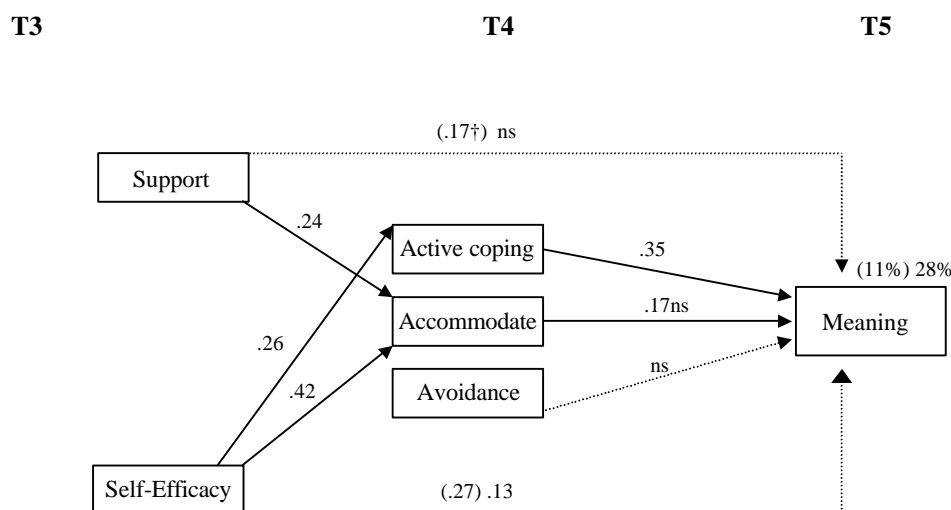 T3 T4 T5
(.17†) ns
Support
.24
Active coping
.35
(11%) 28%
Accommodate
.17ns
Meaning
.26
ns
.42
Avoidance
Self-Efficacy
(.27) .13